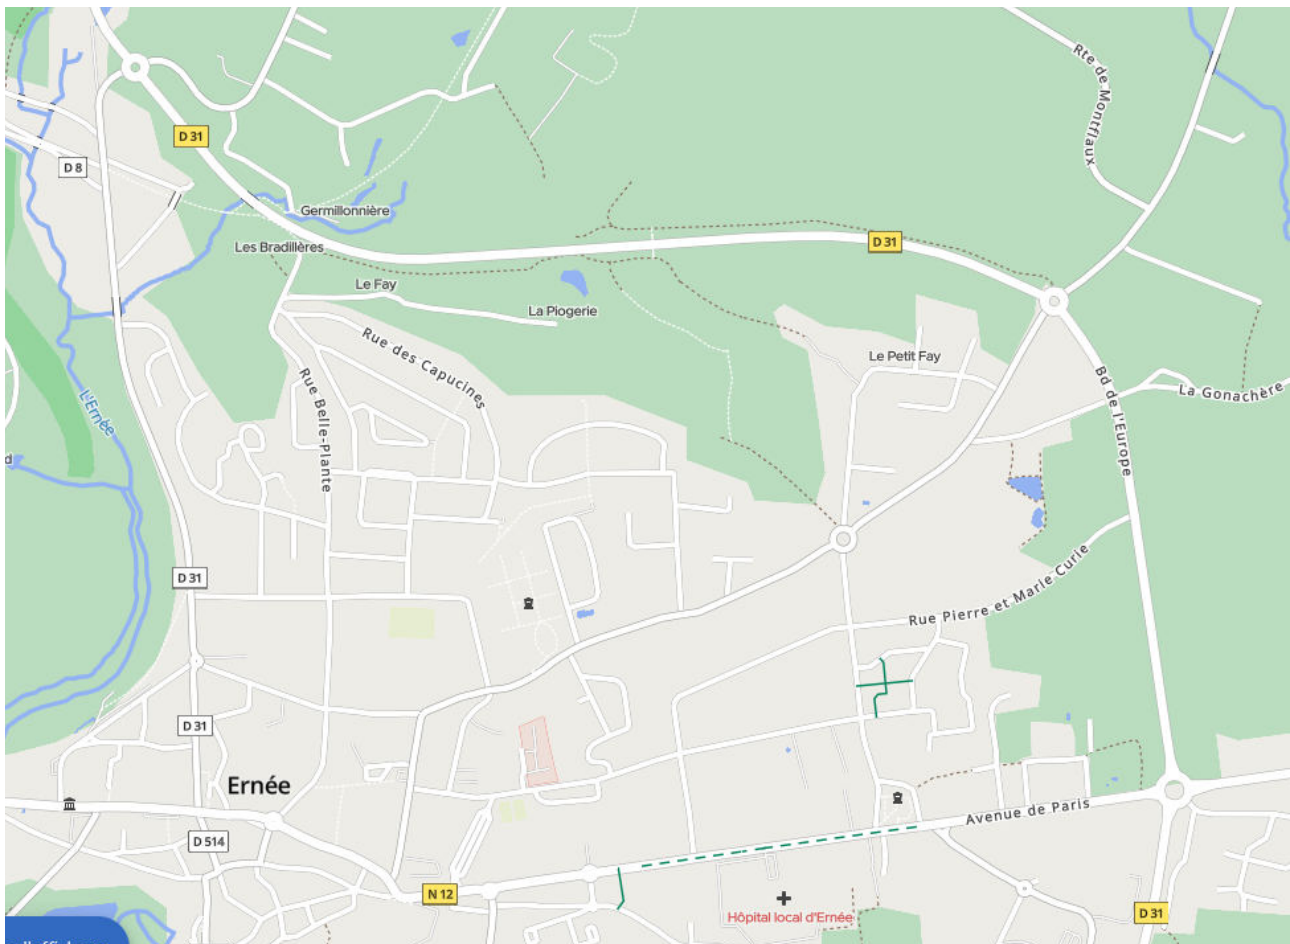 Rte de Montflaux
D 31
D 8
Germillonnière
Les Bradillères
D 31
Le Fay
La Piogerie
Rue des Capucines
Le Petit Fay
Rue Belle-Plante
Bd de l'Europe
La Gonachère
L'Ernée
d
D 31
Rue Pierre et Marie Curie
D 31
Ernée
Avenue de Paris
D 514
N 12
Hôpital local d'Ernée
D 31